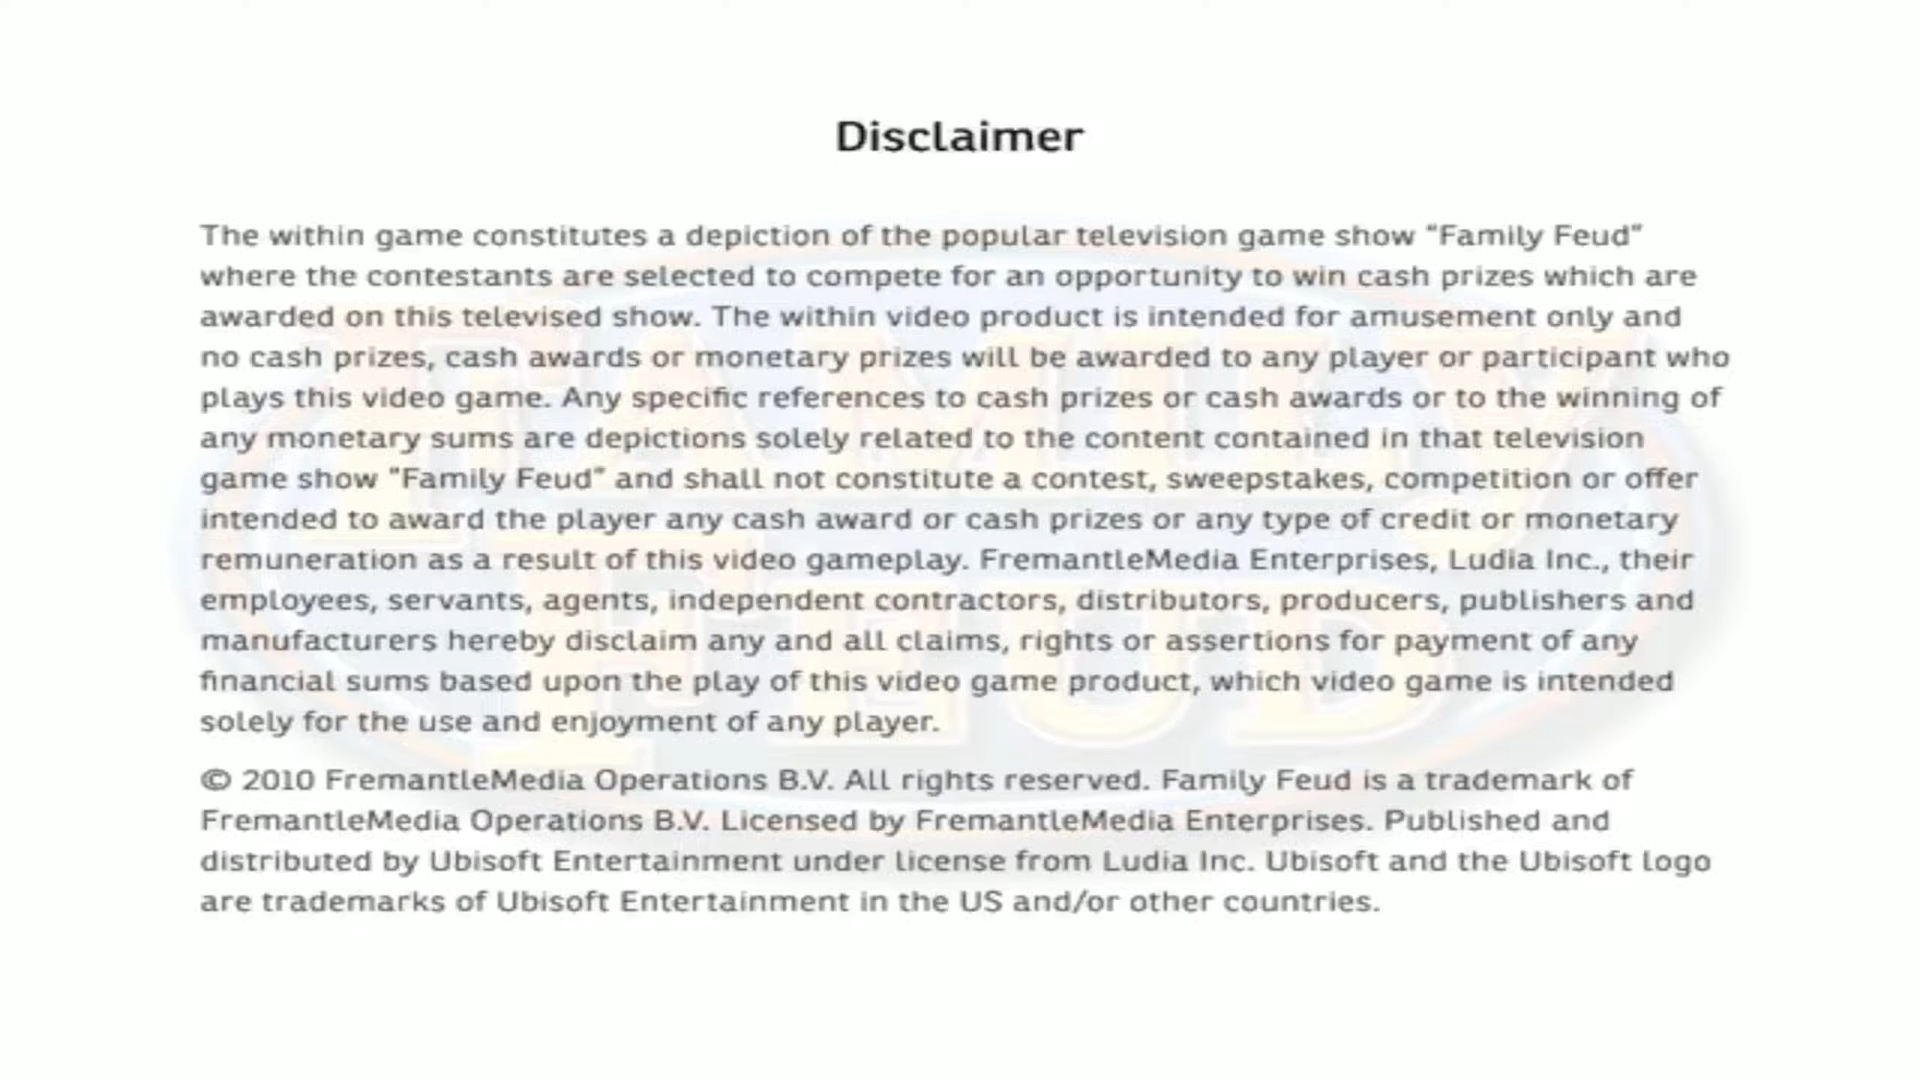 Disclaimer
The within game constitutes a depiction of the popular television game show "Family Feud"
where the contestants are selected to compete for an opportunity to win cash prizes which are
awarded on this televised show. The within video product is intended for amusement only and
no cash prizes, cash awards or monetary prizes will be awarded to any player or participant who
plays this video game. Any specific references to cash prizes or cash awards or to the winning of
any monetary sums are depictions solely related to the content contained in that television
game show "Family Feud" and shall not constitute a contest, sweepstakes, competition or offer
intended to award the player any cash award or cash prizes or any type of credit or monetary
remuneration as a result of this video gameplay. FremantleMedia Enterprises, Ludia Inc., their
employees, servants, agents, independent contractors, distributors, producers, publishers and
manufacturers hereby disclaim any and all claims, rights or assertions for payment of any
financial sums based upon the play of this video game product, which video game is intended
solely for the use and enjoyment of any player.
© 2010 FremantleMedia Operations B.V. All rights reserved. Family Feud is a trademark of
FremantleMedia Operations B.V. Licensed by FremantleMedia Enterprises. Published and
distributed by Ubisoft Entertainment under license from Ludia Inc. Ubisoft and the Ubisoft logo
are trademarks of Ubisoft Entertainment in the US and/or other countries.
FAMILY
FEUD